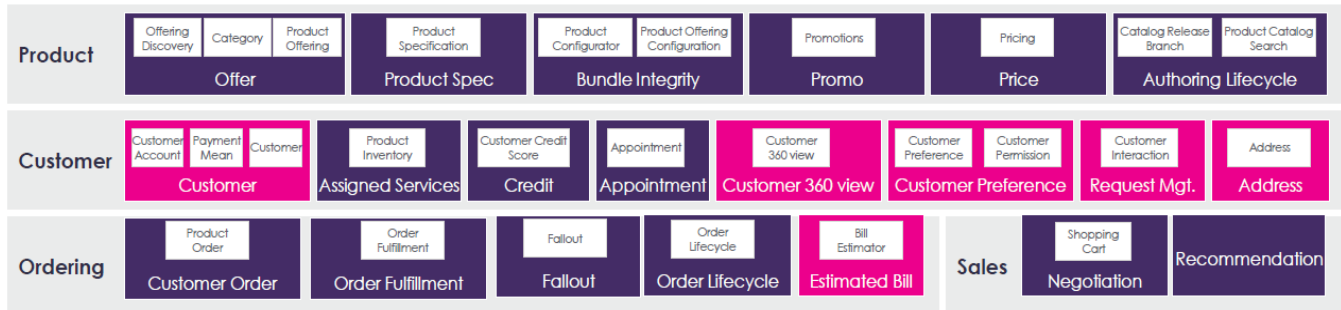 Product
Offering
Discovery
Category
Product
Offering
Offer
Product
Specification
Product Spec
Product
Configurator
Product Offering
Configuration
Bundle Integrity
Promotions
Promo
Pricing
Price
Catalog Release
Branch
Product Catalog
Search
Authoring Lifecycle
Customer
Customer
Account
Payment
Mean
Customer
Customer
Product
Inventory
Assigned Services
Customer Credit
Score
Credit
Appointment
Appointment
Customer
360 view
Customer 360 view
Customer
Preference
Customer
Permission
Customer Preference
Customer
Interaction
Request Mgt.
Address
Address
Ordering
Product
Order
Customer Order
Order
Fulfillment
Order Fulfillment
Fallout
Fallout
Order
Lifecycle
Order Lifecycle
Bill
Estimator
Estimated Bill
Sales
Shopping
Cart
Negotiation
Recommendation